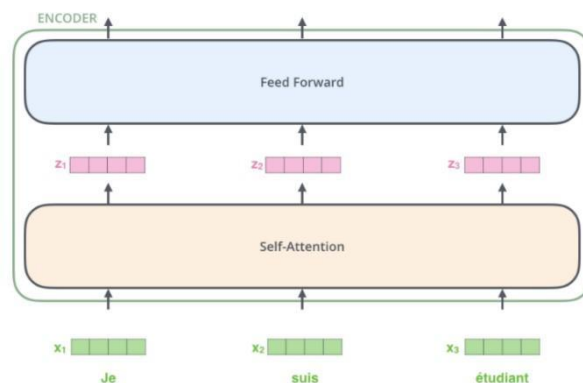 ENCODER
Feed Forward
z1 z2 z3
Self-Attention
x1 x2 x3
Je suis étudiant